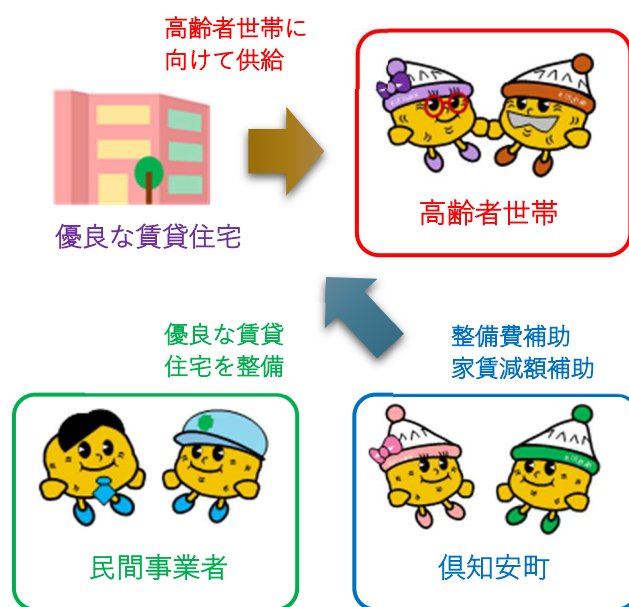 高齢者世帯に
向けて供給
優良な賃貸住宅
高齢者世帯
優良な賃貸
住宅を整備
整備費補助
家賃減額補助
民間事業者
倶知安町